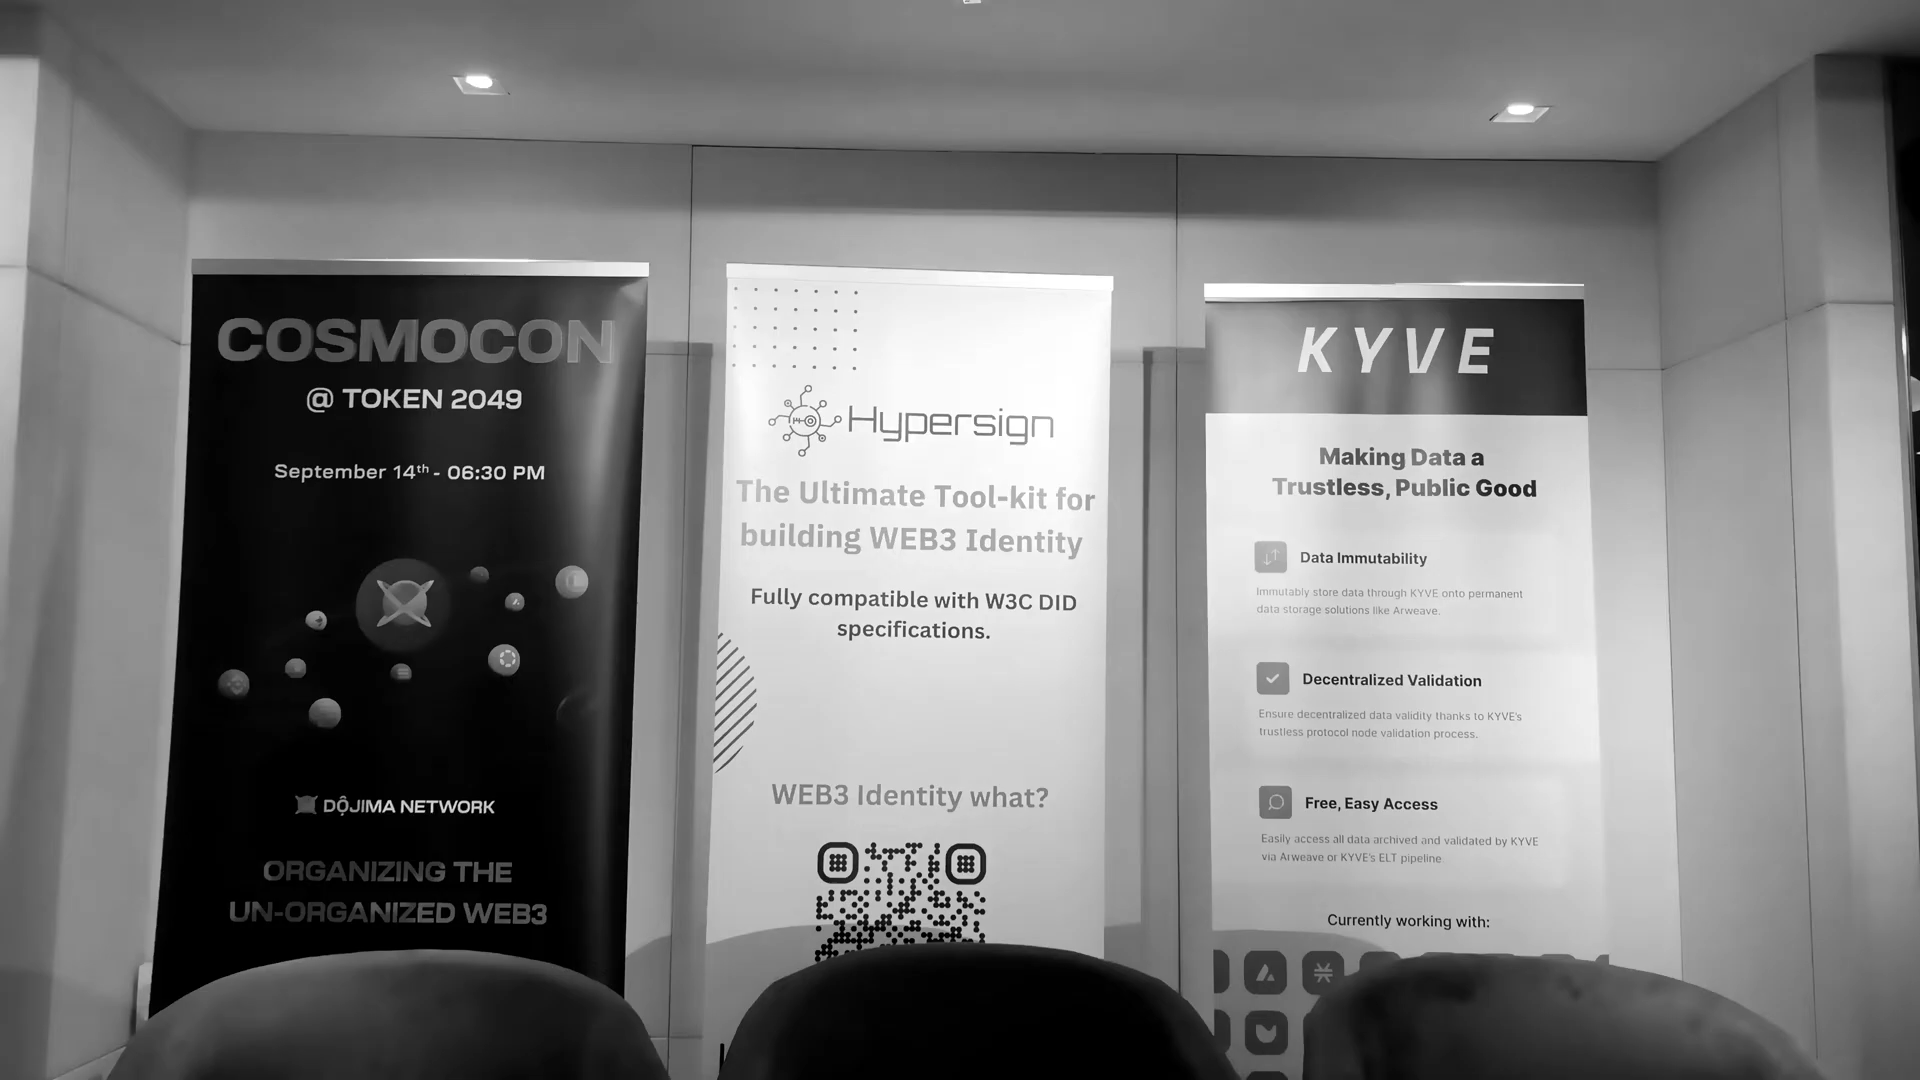 COSMOCON
@ TOKEN 2049
September 14th - 06:30 PM
DÔJIMA NETWORK
ORGANIZING THE
UN-ORGANIZED WEB3
Hypersign
The Ultimate Tool-kit for
building WEB3 Identity
Fully compatible with W3C DID
specifications.
WEB3 Identity what?
KYVE
Making Data a
Trustless, Public Good
Data Immutability
Immutably store data through KYVE onto permanent
data storage solutions like Arweave.
Decentralized Validation
Ensure decentralized data validity thanks to KYVE's
trustless protocol node validation process.
Free, Easy Access
Easily access all data archived and validated by KYVE
via Arweave or KYVE's ELT pipeline
Currently working with: